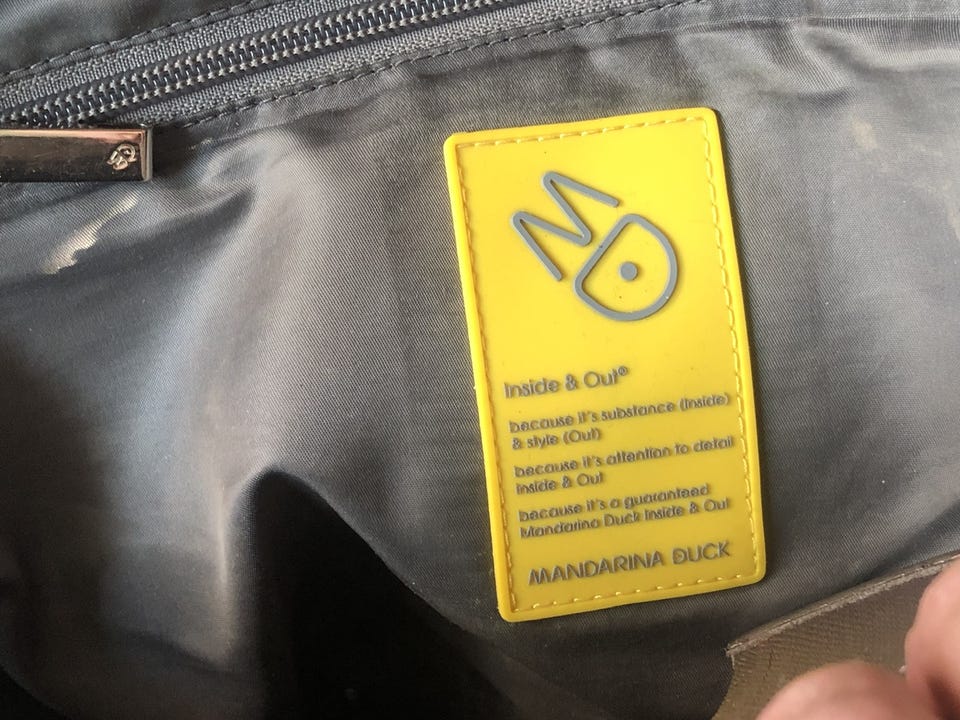 MD
Inside & Out®
because it's substance (Inside)
& style (Out)
because it's attention to detail
Inside & Out
because it's a guaranteed
Mandarina Duck Inside & Out
MANDARINA DUCK